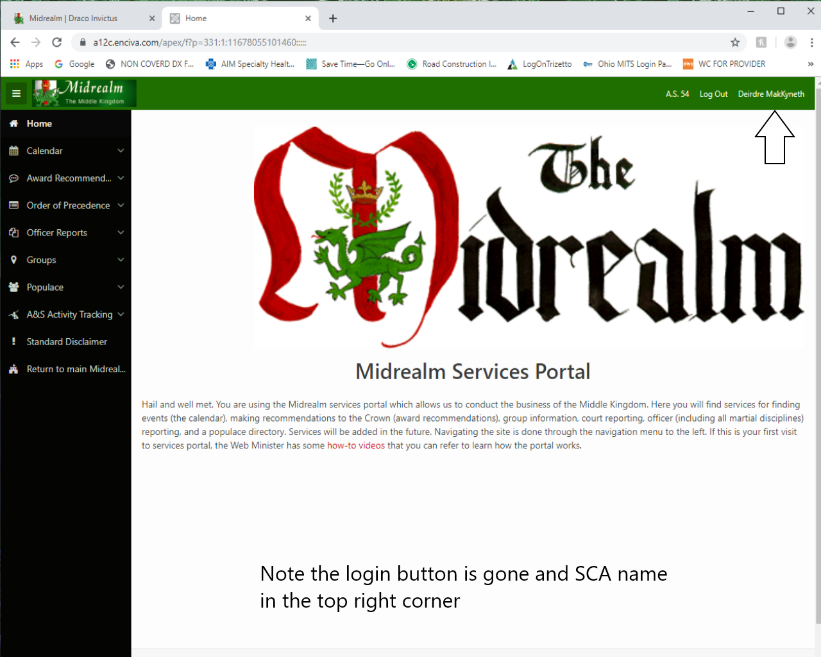 Midrealm | Draco Invictus
Home
a12c.enciva.com/apex/f?p=331:1:11678055101460:::::
Apps
Google
NON COVERD DX F...
AIM Specialty Healt...
Save Time—Go Onl...
Road Construction I...
LogOnTrizetto
Ohio MITS Login Pa...
WC FOR PROVIDER
Midrealm
The Middle Kingdom
A.S. 54
Log Out
Deirdre MakKyneth
Home
Calendar
Award Recommend...
Order of Precedence
Officer Reports
Groups
Populace
A&S Activity Tracking
Standard Disclaimer
Return to main Midreal...
The
Midrealm
Midrealm Services Portal
Hail and well met. You are using the Midrealm services portal which allows us to conduct the business of the Middle Kingdom. Here you will find services for finding
events (the calendar), making recommendations to the Crown (award recommendations), group information, court reporting, officer (including all martial disciplines)
reporting, and a populace directory. Services will be added in the future. Navigating the site is done through the navigation menu to the left. If this is your first visit
to services portal, the Web Minister has some how-to videos that you can refer to learn how the portal works.
Note the login button is gone and SCA name
in the top right corner